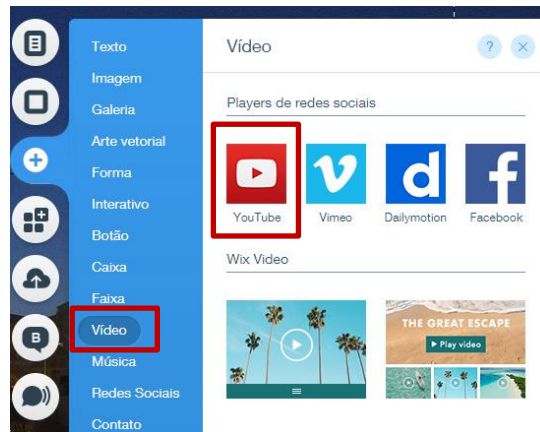 Texto
Imagem
Galeria
Arte vetorial
Forma
Interativo
Botão
Caixa
Faixa
Vídeo
Música
Redes Sociais
Contato
B
Vídeo
?
×
Players de redes sociais
YouTube
Vimeo
Dailymotion
Facebook
Wix Video
THE GREAT ESCAPE
Play video